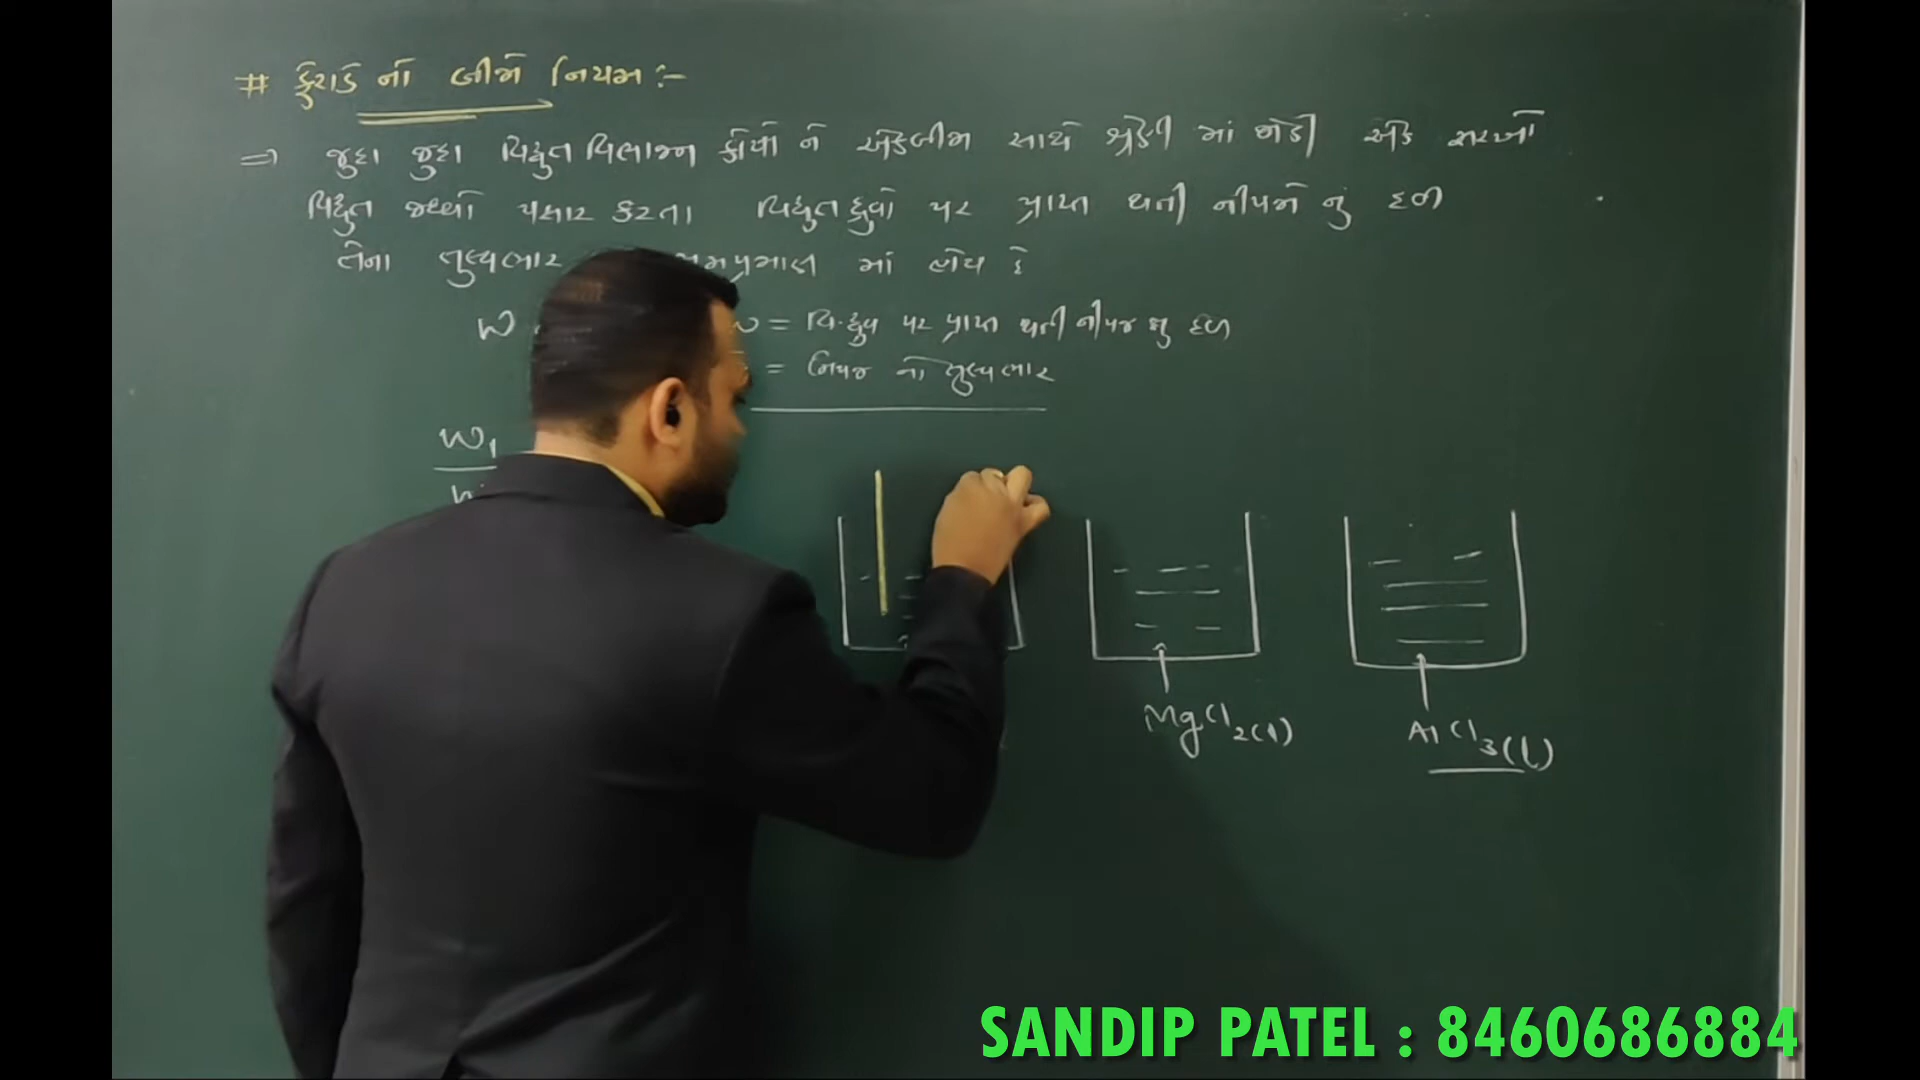 # ફેરાડે નો બીજો નિયમ :-
⇒ જુદા જુદા વિદ્યુત વિભાજન કોષો ને એકબીજા સાથે શ્રેણી માં જોડી એક સરખો
વિદ્યુત જથ્થો પસાર કરતા વિદ્યુત ધ્રુવો પર પ્રાપ્ત થતી નીપજો નું દળ
તેના તુલ્યભાર સમપ્રમાણ માં હોય છે
W
= વિ.ધ્રુવ પર પ્રાપ્ત થતી નીપજ નુ દળ
= નિપજ નો તુલ્યભાર
W1
MgCl2(l)
AlCl3(l)
SANDIP PATEL : 8460686884